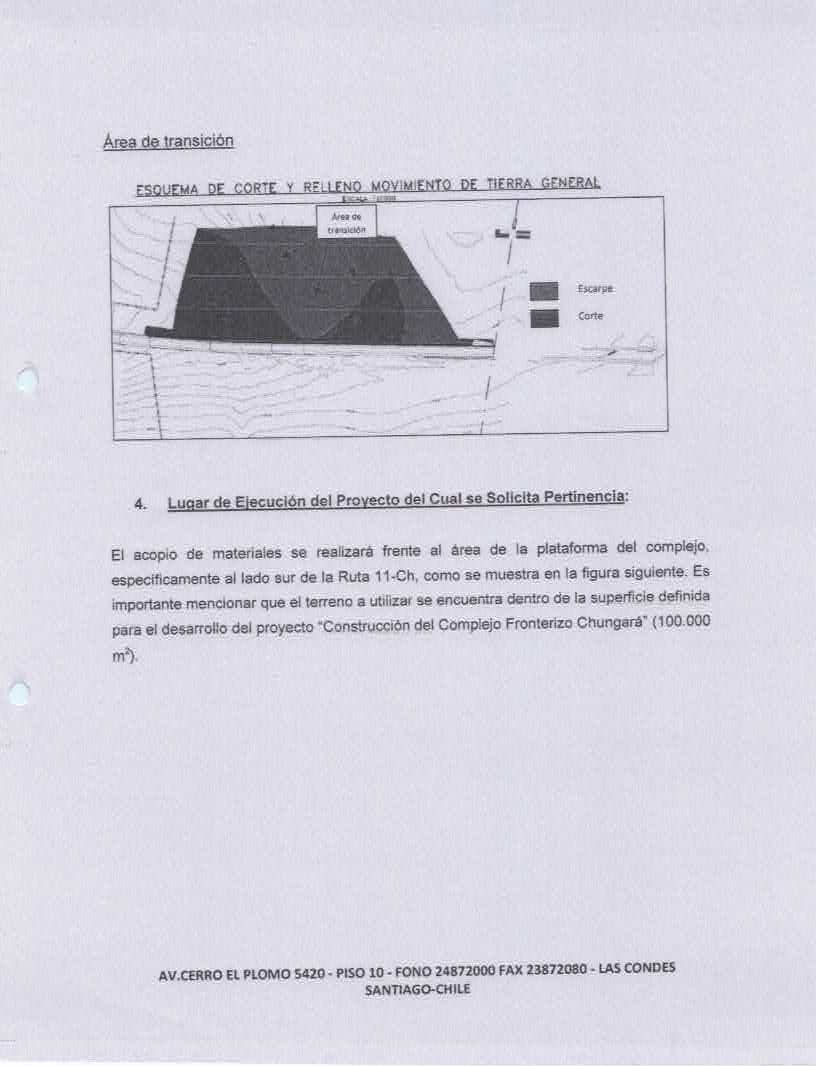 Área de transición
ESQUEMA DE CORTE Y RELLENO MOVIMIENTO DE TIERRA GENERAL
ESCALA
Área de
transición
Escarpe
Corte
4. Lugar de Ejecución del Proyecto del Cual se Solicita Pertinencia:
El acopio de materiales se realizará frente al área de la plataforma del complejo,
específicamente al lado sur de la Ruta 11-Ch, como se muestra en la figura siguiente. Es
importante mencionar que el terreno a utilizar se encuentra dentro de la superficie definida
para el desarrollo del proyecto "Construcción del Complejo Fronterizo Chungará" (100.000
m²).
AV.CERRO EL PLOMO 5420 - PISO 10 - FONO 24872000 FAX 23872080 - LAS CONDES
SANTIAGO-CHILE